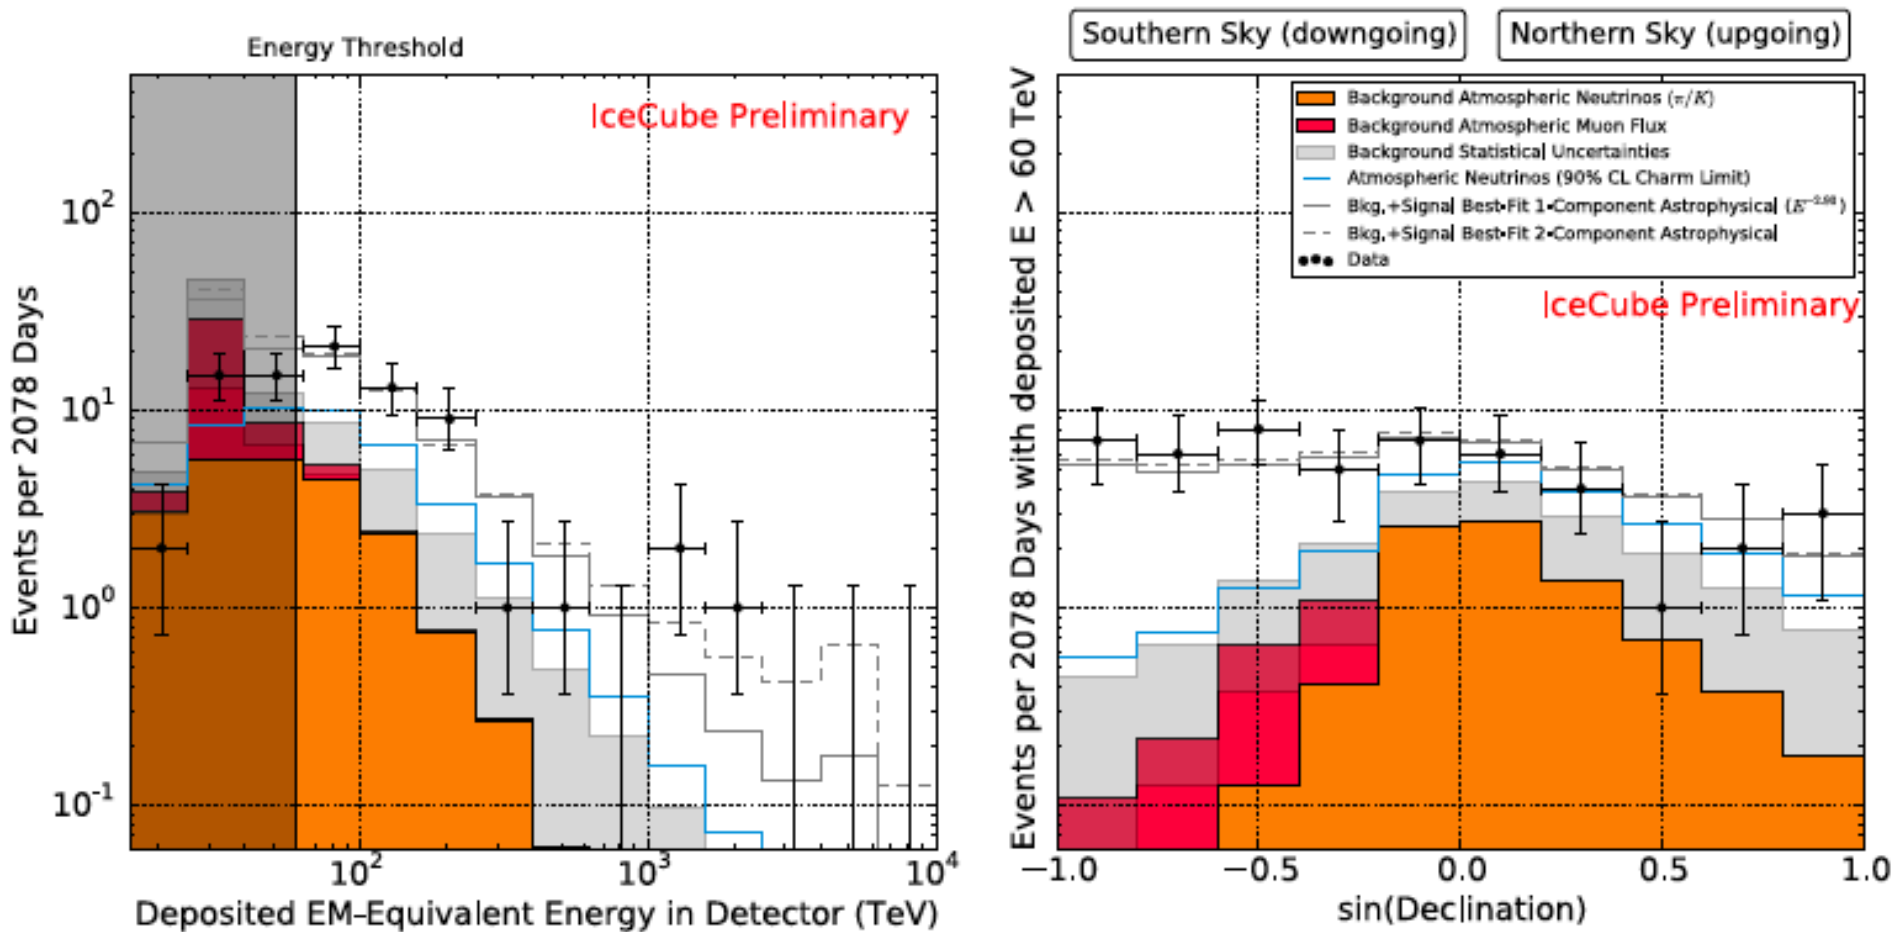 Energy Threshold
IceCube Preliminary
Events per 2078 Days
10²
10¹
10⁰
10⁻¹
10² 10³ 10⁴
Deposited EM-Equivalent Energy in Detector (TeV)
Southern Sky (downgoing) Northern Sky (upgoing)
Background Atmospheric Neutrinos (π/K)
Background Atmospheric Muon Flux
Background Statistical Uncertainties
Atmospheric Neutrinos (90% CL Charm Limit)
Bkg.+Signal Best-Fit 1-Component Astrophysical
Bkg.+Signal Best-Fit 2-Component Astrophysical
Data
IceCube Preliminary
Events per 2078 Days with deposited E > 60 TeV
−1.0 −0.5 0.0 0.5 1.0
sin(Declination)